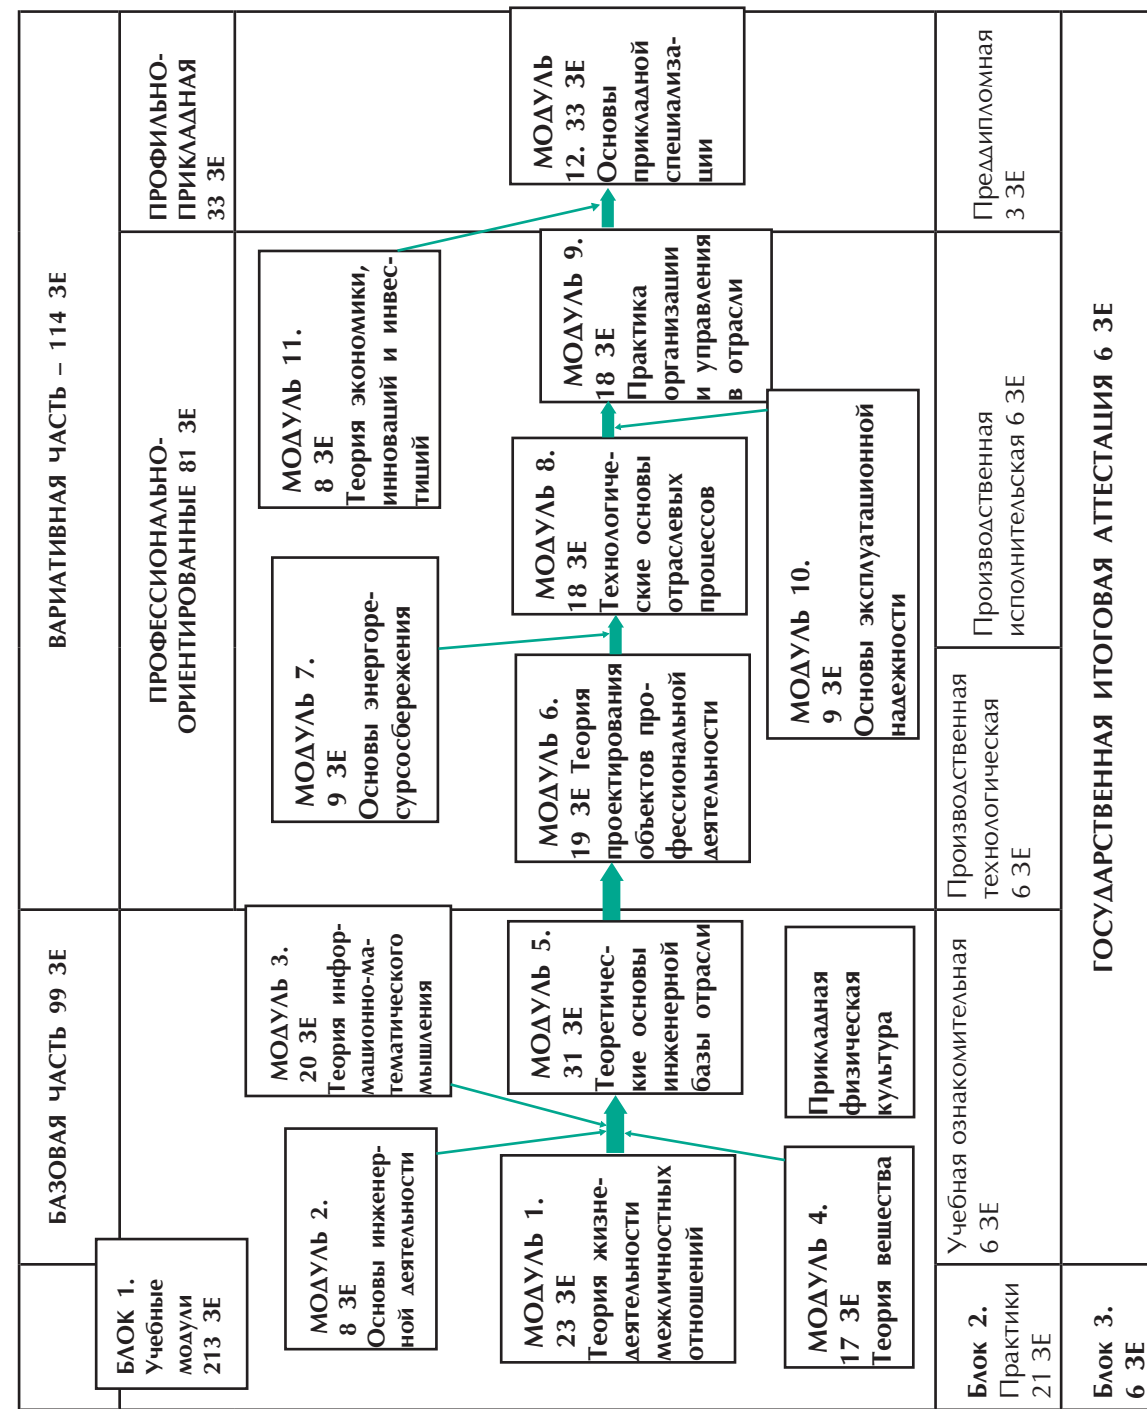 БАЗОВАЯ ЧАСТЬ 99 ЗЕ
ВАРИАТИВНАЯ ЧАСТЬ – 114 ЗЕ
БЛОК 1.
Учебные
модули
213 ЗЕ
ПРОФЕССИОНАЛЬНО-
ОРИЕНТИРОВАННЫЕ 81 ЗЕ
ПРОФИЛЬНО-
ПРИКЛАДНАЯ
33 ЗЕ
МОДУЛЬ 2.
8 ЗЕ
Основы инженер-
ной деятельности
МОДУЛЬ 3.
20 ЗЕ
Теория инфор-
мационно-ма-
тематического
мышления
МОДУЛЬ 7.
9 ЗЕ
Основы энергоре-
сурсосбережения
МОДУЛЬ 11.
8 ЗЕ
Теория экономики,
инноваций и инвес-
тиций
МОДУЛЬ 1.
23 ЗЕ
Теория жизне-
деятельности
межличностных
отношений
МОДУЛЬ 5.
31 ЗЕ
Теоретичес-
кие основы
инженерной
базы отрасли
МОДУЛЬ 6.
19 ЗЕ Теория
проектирования
объектов про-
фессиональной
деятельности
МОДУЛЬ 8.
18 ЗЕ
Технологиче-
ские основы
отраслевых
процессов
МОДУЛЬ 9.
18 ЗЕ
Практика
организации
и управления
в отрасли
МОДУЛЬ
12. 33 ЗЕ
Основы
прикладной
специализа-
ции
МОДУЛЬ 4.
17 ЗЕ
Теория вещества
Прикладная
физическая
культура
МОДУЛЬ 10.
9 ЗЕ
Основы эксплуатационной
надежности
Блок 2.
Практики
21 ЗЕ
Учебная ознакомительная
6 ЗЕ
Производственная
технологическая
6 ЗЕ
Производственная
исполнительская 6 ЗЕ
Преддипломная
3 ЗЕ
Блок 3.
6 ЗЕ
ГОСУДАРСТВЕННАЯ ИТОГОВАЯ АТТЕСТАЦИЯ 6 ЗЕ